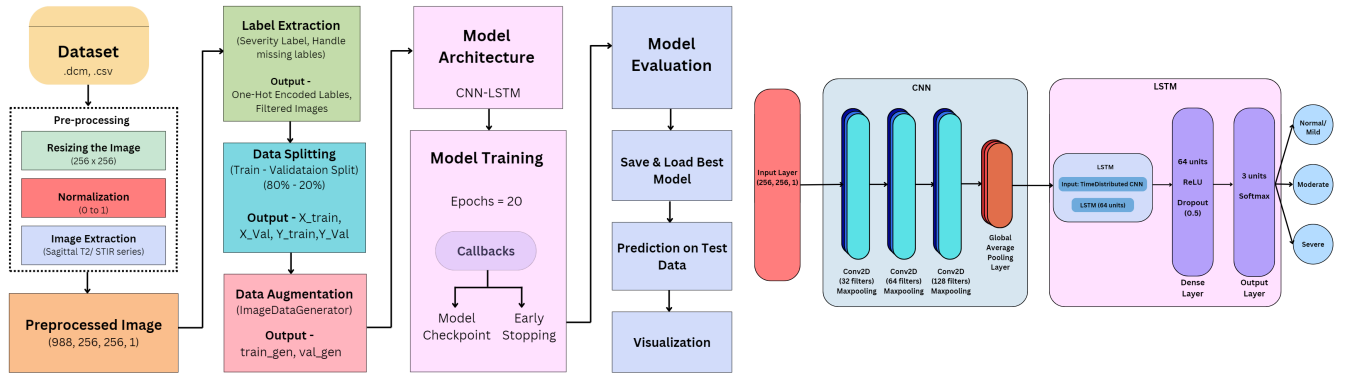 Dataset
.dcm, .csv
Pre-processing
Resizing the Image
(256 x 256)
Normalization
(0 to 1)
Image Extraction
(Sagittal T2/ STIR series)
Preprocessed Image
(988, 256, 256, 1)
Label Extraction
(Severity Label, Handle
missing lables)
Output -
One-Hot Encoded Lables,
Filtered Images
Data Splitting
(Train - Validataion Split)
(80% - 20%)
Output - X_train,
X_Val, Y_train,Y_Val
Data Augmentation
(ImageDataGenerator)
Output -
train_gen, val_gen
Model
Architecture
CNN-LSTM
Model Training
Epochs = 20
Callbacks
Model
Checkpoint
Early
Stopping
Model
Evaluation
Save & Load Best
Model
Prediction on Test
Data
Visualization
Input Layer
(256, 256, 1)
CNN
Conv2D
(32 filters)
Maxpooling
Conv2D
(64 filters)
Maxpooling
Conv2D
(128 filters)
Maxpooling
Global
Average
Pooling
Layer
LSTM
LSTM
Input: TimeDistributed CNN
LSTM (64 units)
64 units
ReLU
Dropout
(0.5)
Dense
Layer
3 units
Softmax
Output
Layer
Normal/
Mild
Moderate
Severe